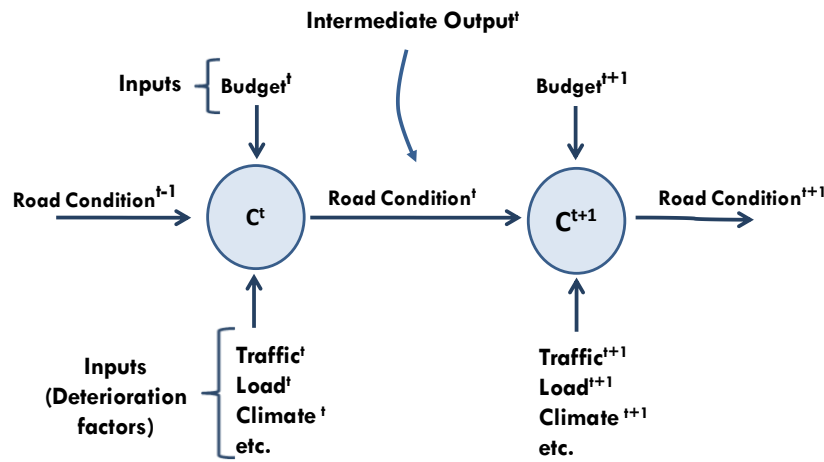 Intermediate Output^t
Inputs
Budget^t
Budget^t+1
Road Condition^t-1
C^t
Road Condition^t
C^t+1
Road Condition^t+1
Inputs
(Deterioration
factors)
Traffic^t
Load^t
Climate ^t
etc.
Traffic^t+1
Load^t+1
Climate ^t+1
etc.